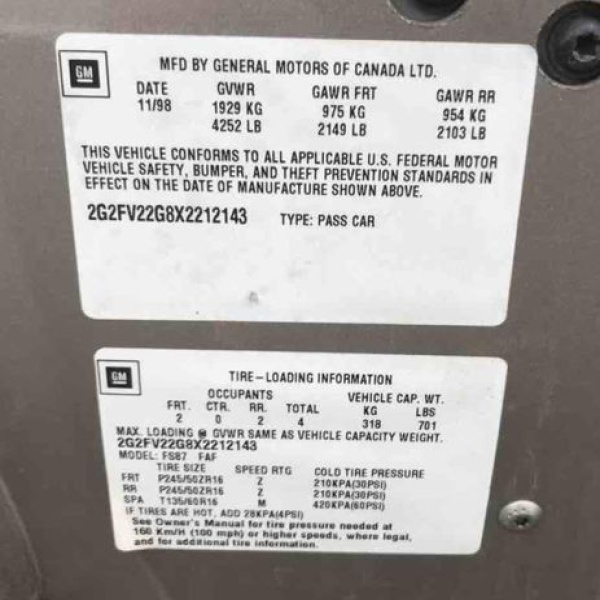 GM
MFD BY GENERAL MOTORS OF CANADA LTD.
DATE GVWR GAWR FRT GAWR RR
11/98 1929 KG 975 KG 954 KG
4252 LB 2149 LB 2103 LB
THIS VEHICLE CONFORMS TO ALL APPLICABLE U.S. FEDERAL MOTOR
VEHICLE SAFETY, BUMPER, AND THEFT PREVENTION STANDARDS IN
EFFECT ON THE DATE OF MANUFACTURE SHOWN ABOVE.
2G2FV22G8X2212143 TYPE: PASS CAR
GM
TIRE-LOADING INFORMATION
OCCUPANTS VEHICLE CAP. WT.
FRT. CTR. RR. TOTAL KG LBS
2 0 2 4 318 701
MAX. LOADING @ GVWR SAME AS VEHICLE CAPACITY WEIGHT.
2G2FV22G8X2212143
MODEL: FS87 FAF
TIRE SIZE SPEED RTG COLD TIRE PRESSURE
FRT P245/50ZR16 Z 210KPA(30PSI)
RR P245/50ZR16 Z 210KPA(30PSI)
SPA T135/60R16 M 420KPA(60PSI)
IF TIRES ARE HOT, ADD 28KPA(4PSI)
See Owner's Manual for tire pressure needed at
160 Km/H (100 mph) or higher speeds, where legal,
and for additional tire information.